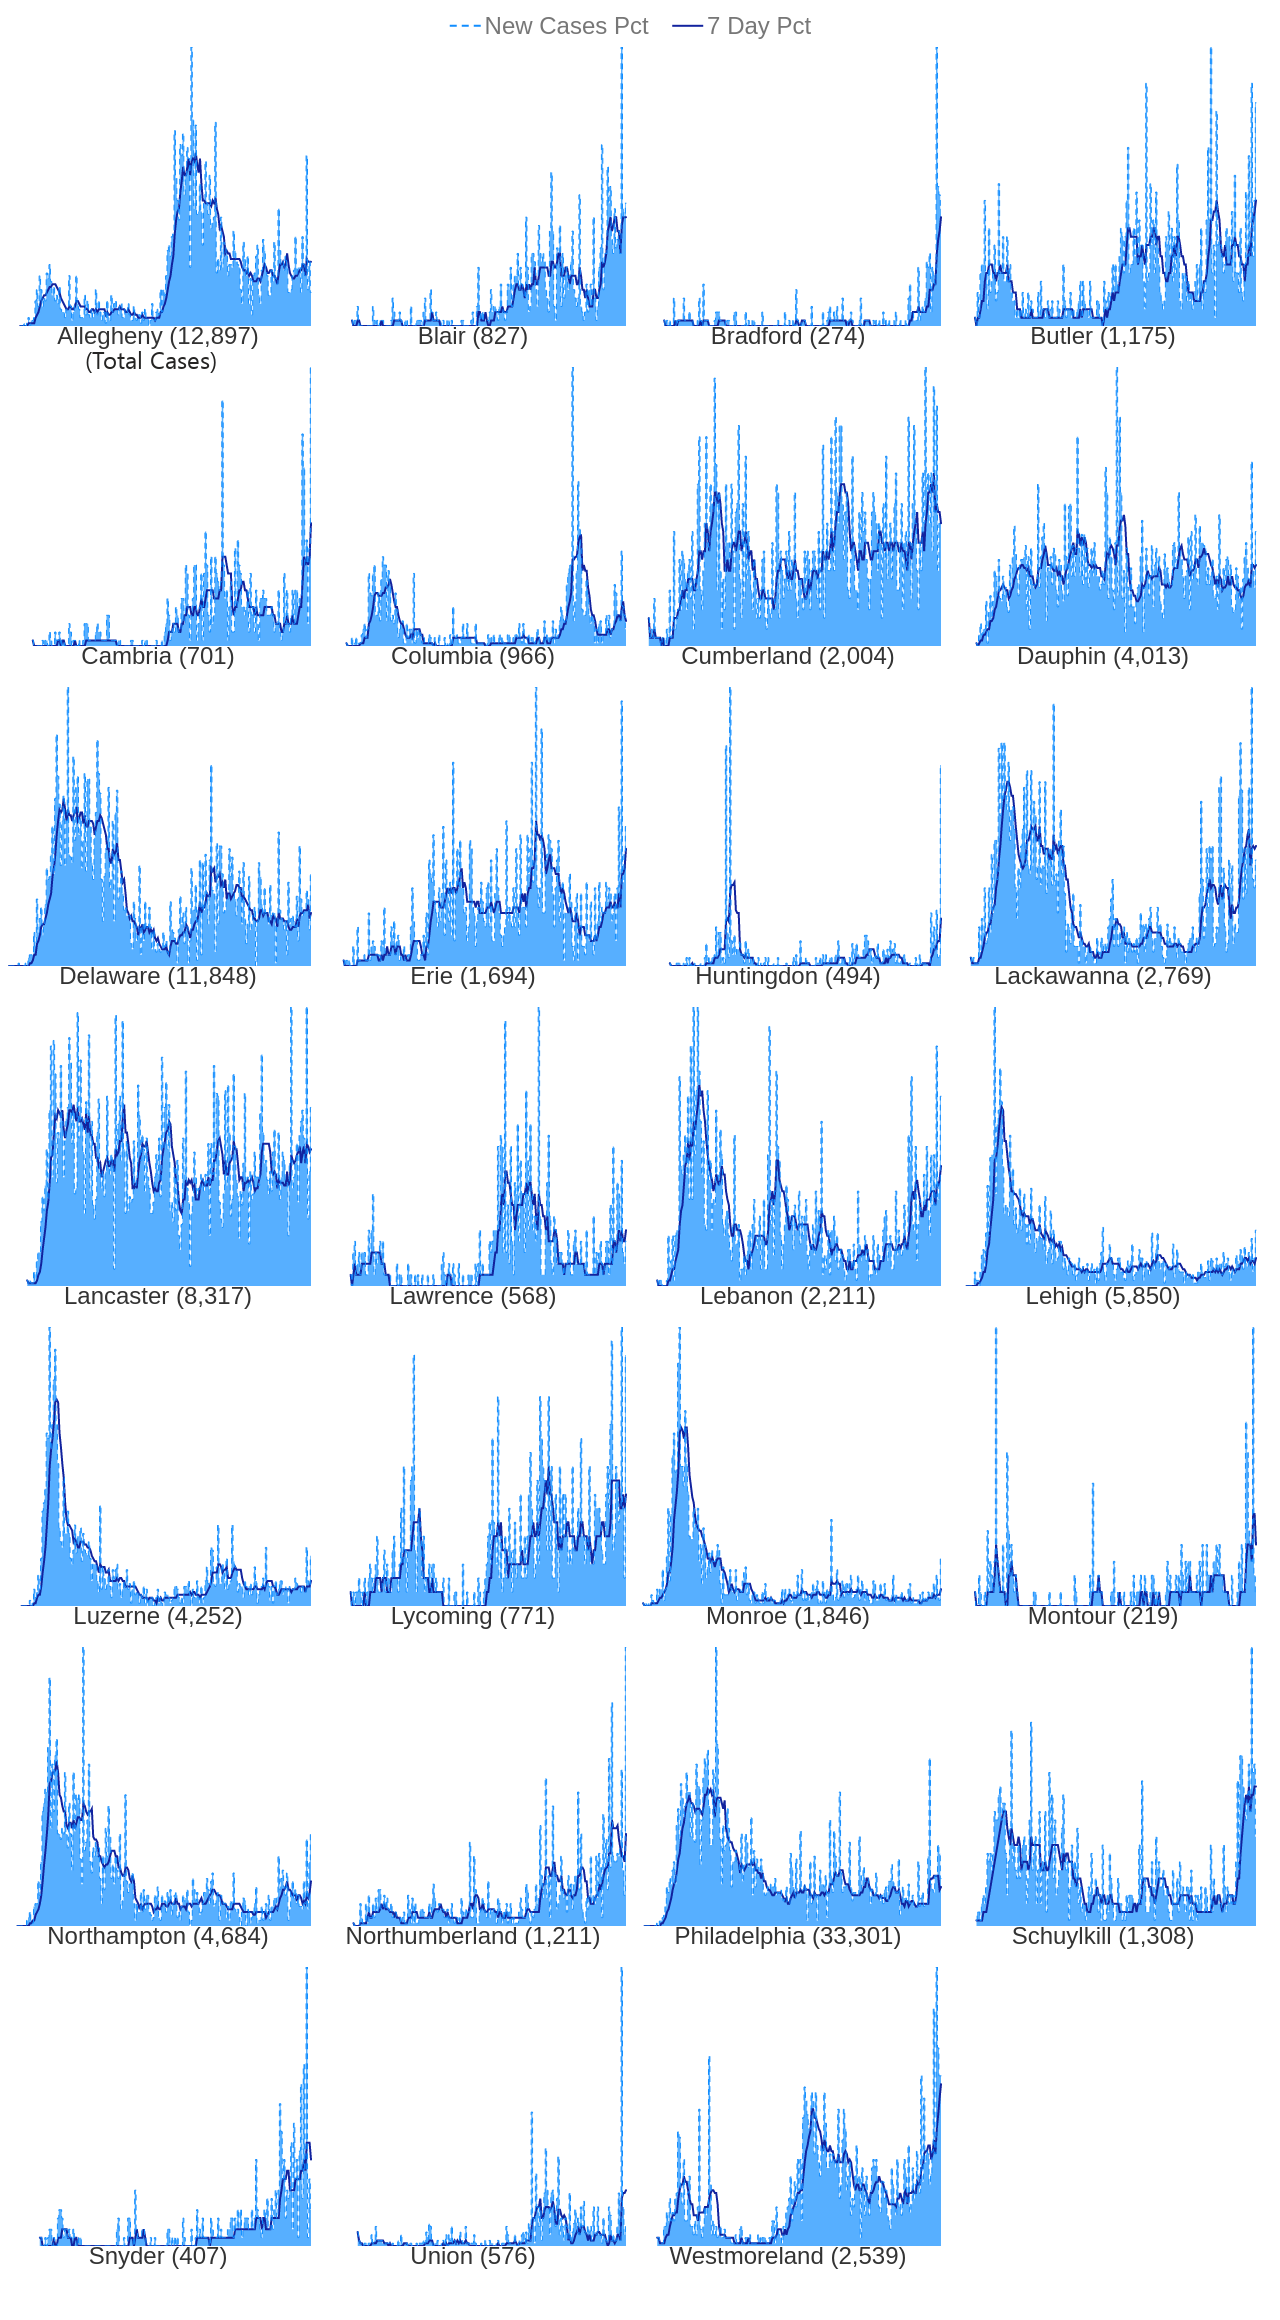 New Cases Pct 7 Day Pct
Allegheny (12,897) Blair (827) Bradford (274) Butler (1,175)
(Total Cases)
Cambria (701) Columbia (966) Cumberland (2,004) Dauphin (4,013)
Delaware (11,848) Erie (1,694) Huntingdon (494) Lackawanna (2,769)
Lancaster (8,317) Lawrence (568) Lebanon (2,211) Lehigh (5,850)
Luzerne (4,252) Lycoming (771) Monroe (1,846) Montour (219)
Northampton (4,684) Northumberland (1,211) Philadelphia (33,301) Schuylkill (1,308)
Snyder (407) Union (576) Westmoreland (2,539)